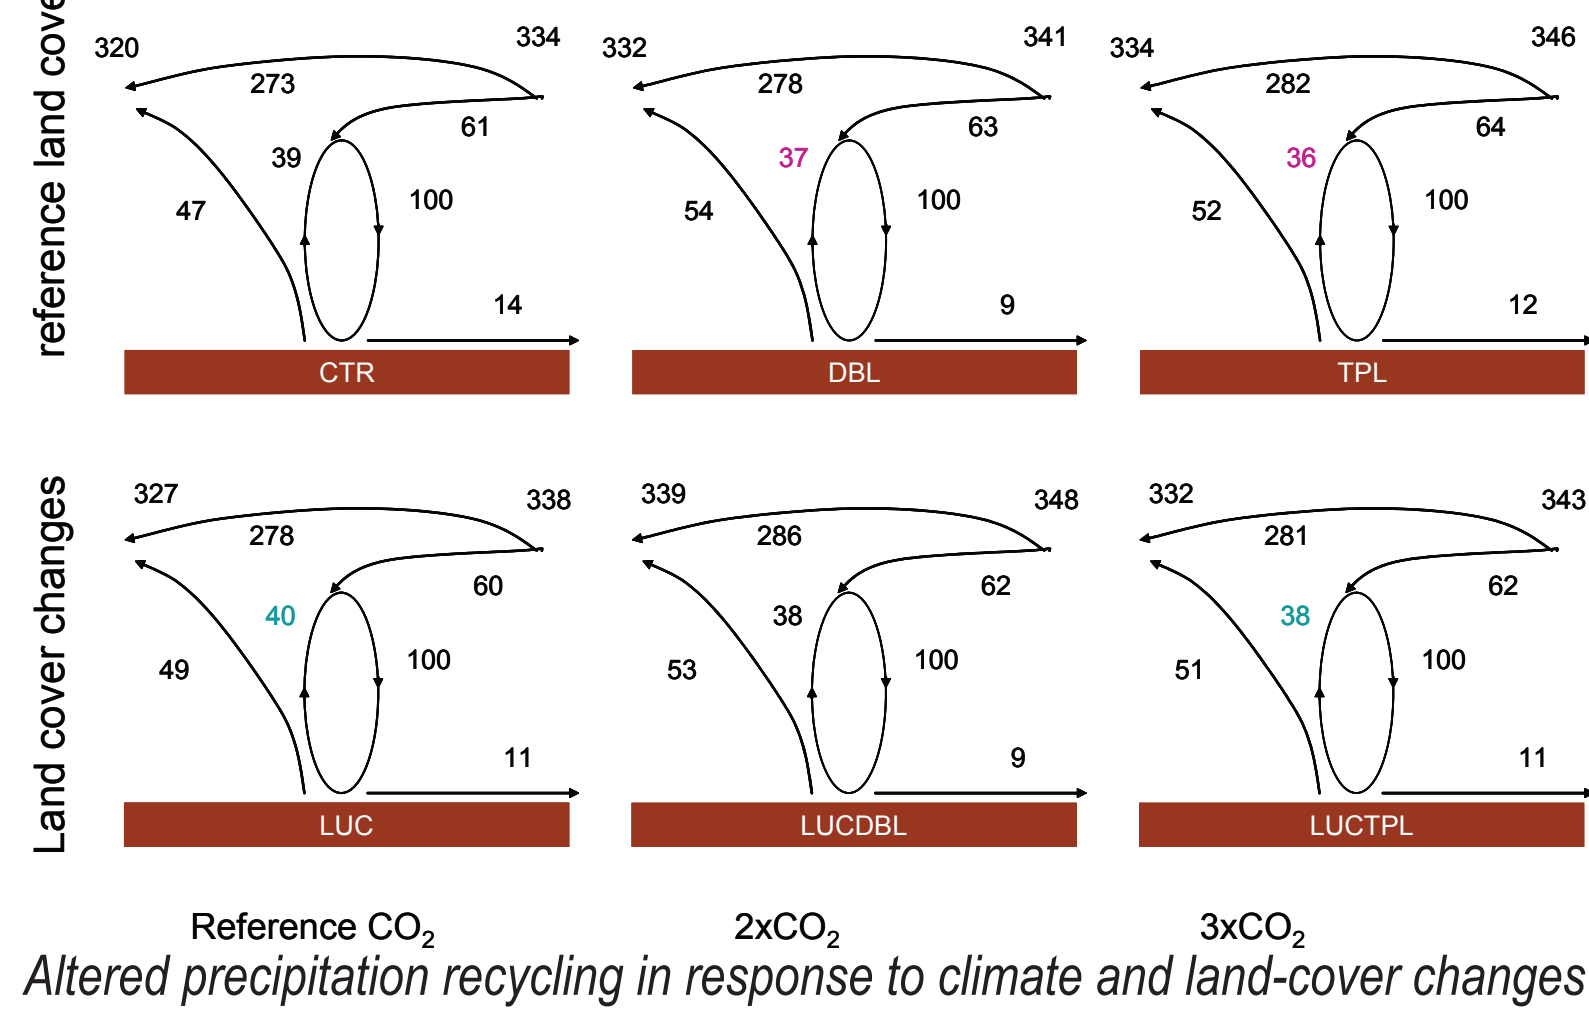 reference land cove
320 334 332 341 334 346
273 278 282
61 63 64
39 37 36
100 100 100
47 54 52
14 9 12
CTR DBL TPL
Land cover changes
327 338 339 348 332 343
278 286 281
60 62 62
40 38 38
100 100 100
49 53 51
11 9 11
LUC LUCDBL LUCTPL
Reference CO₂ 2xCO₂ 3xCO₂
Altered precipitation recycling in response to climate and land-cover changes